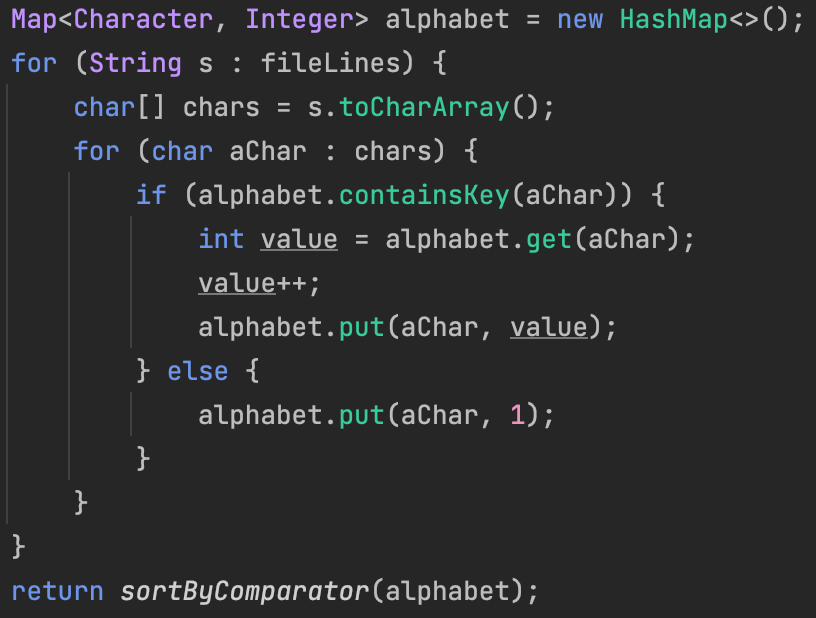 Map<Character, Integer> alphabet = new HashMap<>();
for (String s : fileLines) {
    char[] chars = s.toCharArray();
    for (char aChar : chars) {
        if (alphabet.containsKey(aChar)) {
            int value = alphabet.get(aChar);
            value++;
            alphabet.put(aChar, value);
        } else {
            alphabet.put(aChar, 1);
        }
    }
}
return sortByComparator(alphabet);